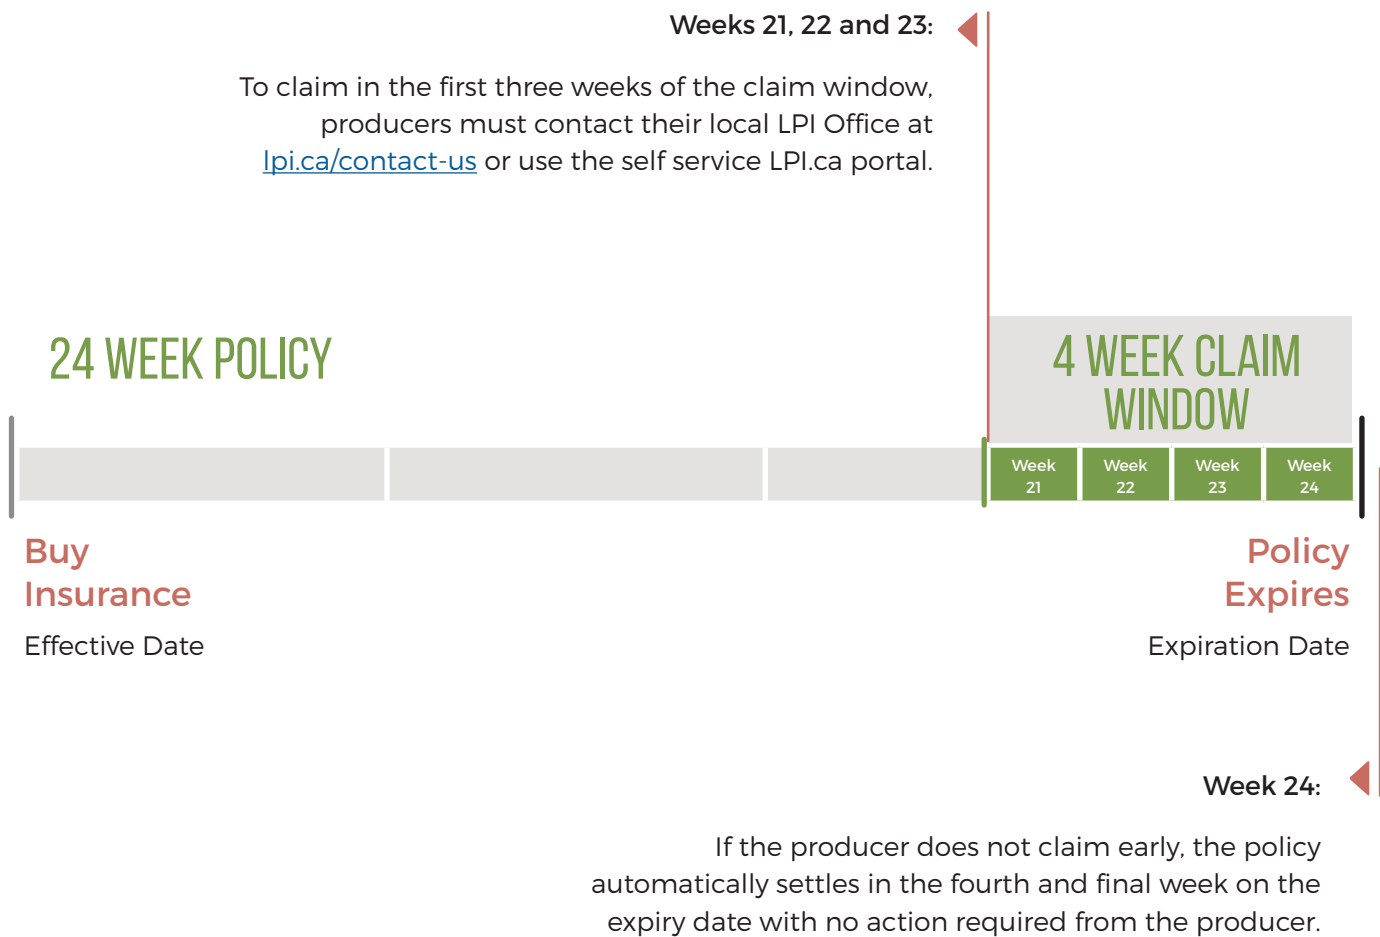 Weeks 21, 22 and 23:
To claim in the first three weeks of the claim window,
producers must contact their local LPI Office at
lpi.ca/contact-us or use the self service LPI.ca portal.
24 WEEK POLICY
4 WEEK CLAIM
WINDOW
Week
21
Week
22
Week
23
Week
24
Buy
Insurance
Effective Date
Policy
Expires
Expiration Date
Week 24:
If the producer does not claim early, the policy
automatically settles in the fourth and final week on the
expiry date with no action required from the producer.